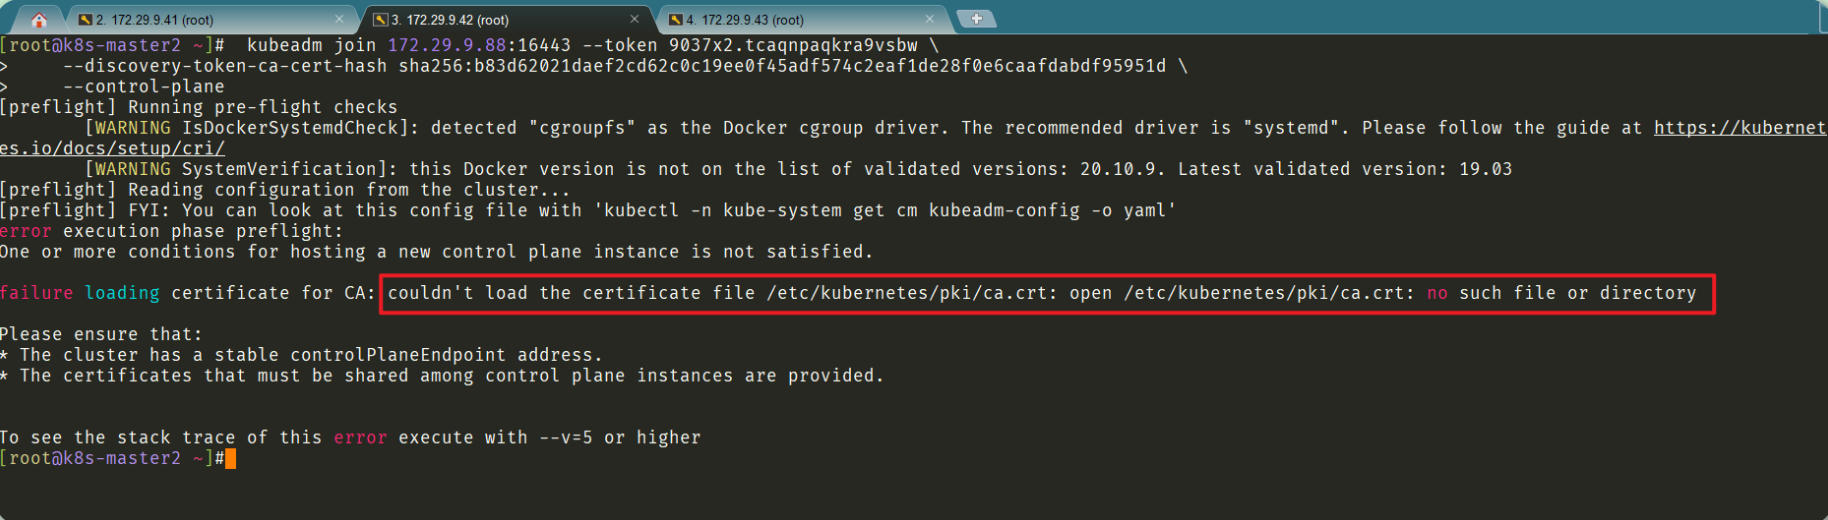 2. 172.29.9.41 (root)
3. 172.29.9.42 (root)
4. 172.29.9.43 (root)
[root@k8s-master2 ~]#  kubeadm join 172.29.9.88:16443 --token 9037x2.tcaqnpaqkra9vsbw \
>     --discovery-token-ca-cert-hash sha256:b83d62021daef2cd62c0c19ee0f45adf574c2eaf1de28f0e6caafdabdf95951d \
>     --control-plane
[preflight] Running pre-flight checks
        [WARNING IsDockerSystemdCheck]: detected "cgroupfs" as the Docker cgroup driver. The recommended driver is "systemd". Please follow the guide at https://kubernet
es.io/docs/setup/cri/
        [WARNING SystemVerification]: this Docker version is not on the list of validated versions: 20.10.9. Latest validated version: 19.03
[preflight] Reading configuration from the cluster...
[preflight] FYI: You can look at this config file with 'kubectl -n kube-system get cm kubeadm-config -o yaml'
error execution phase preflight:
One or more conditions for hosting a new control plane instance is not satisfied.
failure loading certificate for CA: couldn't load the certificate file /etc/kubernetes/pki/ca.crt: open /etc/kubernetes/pki/ca.crt: no such file or directory
Please ensure that:
* The cluster has a stable controlPlaneEndpoint address.
* The certificates that must be shared among control plane instances are provided.
To see the stack trace of this error execute with --v=5 or higher
[root@k8s-master2 ~]#